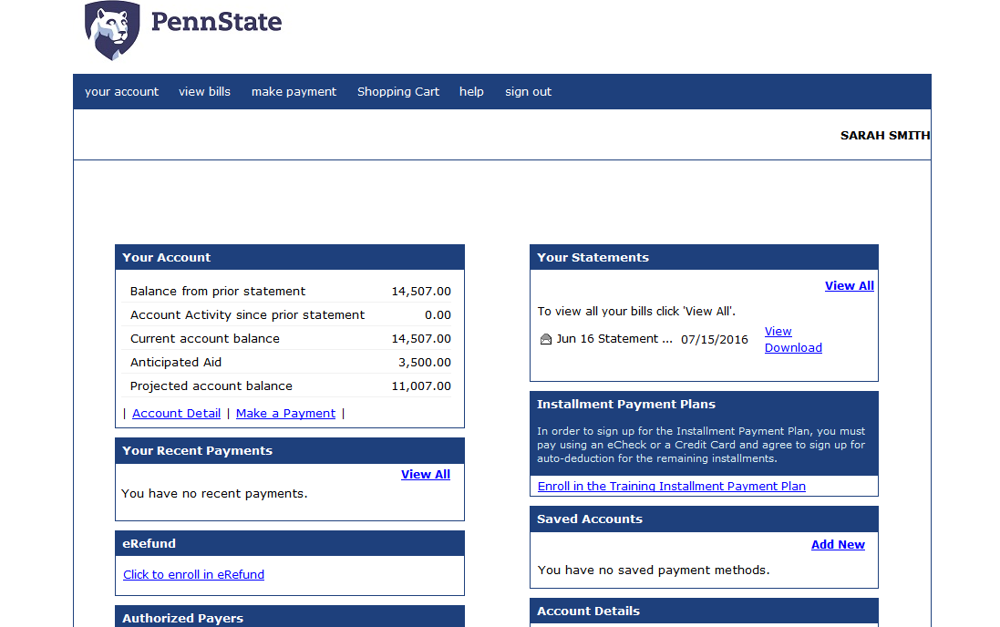 PennState
your account view bills make payment Shopping Cart help sign out
SARAH SMITH
Your Account
Balance from prior statement 14,507.00
Account Activity since prior statement 0.00
Current account balance 14,507.00
Anticipated Aid 3,500.00
Projected account balance 11,007.00
| Account Detail | Make a Payment |
Your Recent Payments
View All
You have no recent payments.
eRefund
Click to enroll in eRefund
Authorized Payers
Your Statements
View All
To view all your bills click 'View All'.
Jun 16 Statement ... 07/15/2016 View
Download
Installment Payment Plans
In order to sign up for the Installment Payment Plan, you must
pay using an eCheck or a Credit Card and agree to sign up for
auto-deduction for the remaining installments.
Enroll in the Training Installment Payment Plan
Saved Accounts
Add New
You have no saved payment methods.
Account Details